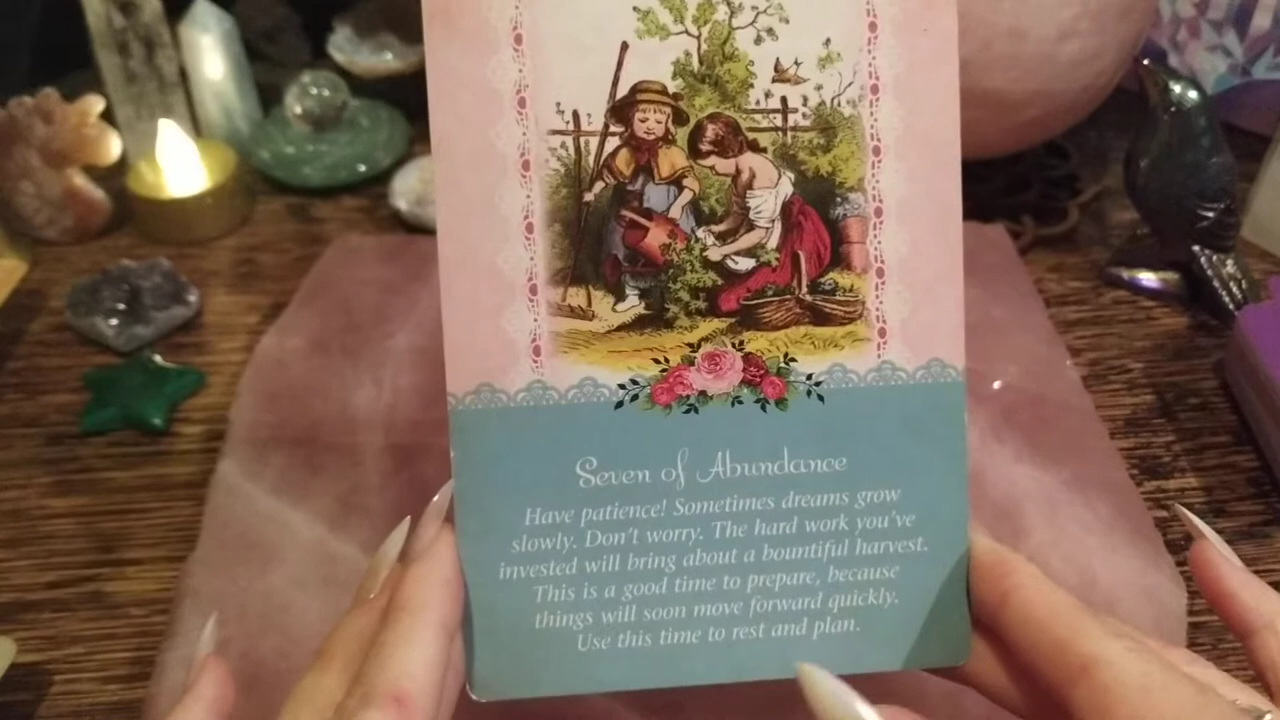 Seven of Abundance
Have patience! Sometimes dreams grow
slowly. Don't worry. The hard work you've
invested will bring about a bountiful harvest.
This is a good time to prepare, because
things will soon move forward quickly.
Use this time to rest and plan.